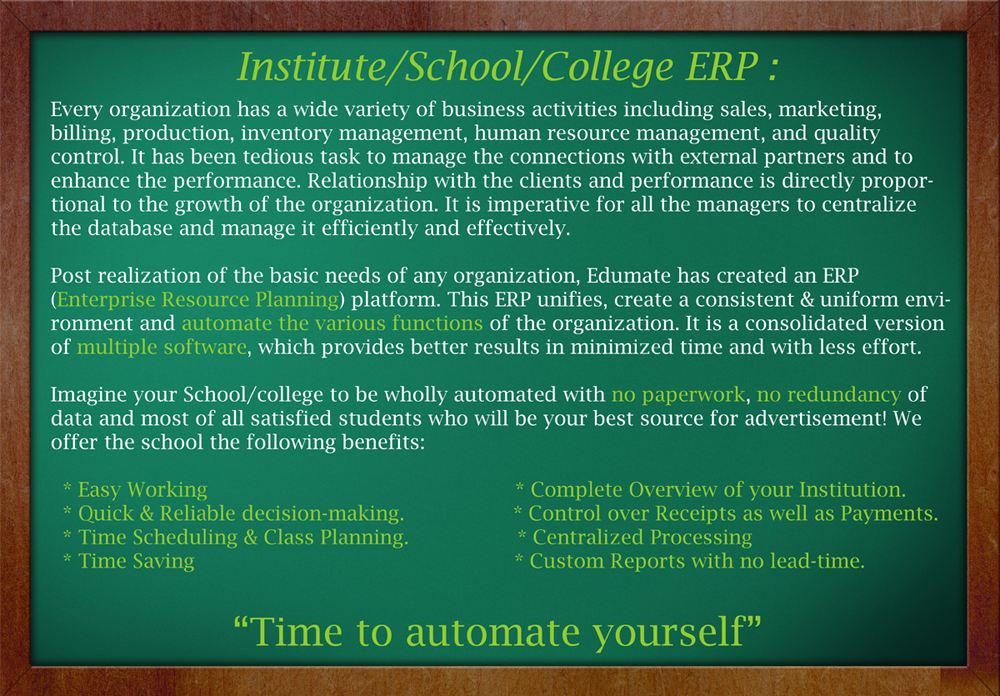 Institute/School/College ERP :
Every organization has a wide variety of business activities including sales, marketing,
billing, production, inventory management, human resource management, and quality
control. It has been tedious task to manage the connections with external partners and to
enhance the performance. Relationship with the clients and performance is directly propor-
tional to the growth of the organization. It is imperative for all the managers to centralize
the database and manage it efficiently and effectively.
Post realization of the basic needs of any organization, Edumate has created an ERP
(Enterprise Resource Planning) platform. This ERP unifies, create a consistent & uniform envi-
ronment and automate the various functions of the organization. It is a consolidated version
of multiple software, which provides better results in minimized time and with less effort.
Imagine your School/college to be wholly automated with no paperwork, no redundancy of
data and most of all satisfied students who will be your best source for advertisement! We
offer the school the following benefits:
* Easy Working
* Quick & Reliable decision-making.
* Time Scheduling & Class Planning.
* Time Saving
* Complete Overview of your Institution.
* Control over Receipts as well as Payments.
* Centralized Processing
* Custom Reports with no lead-time.
“Time to automate yourself”